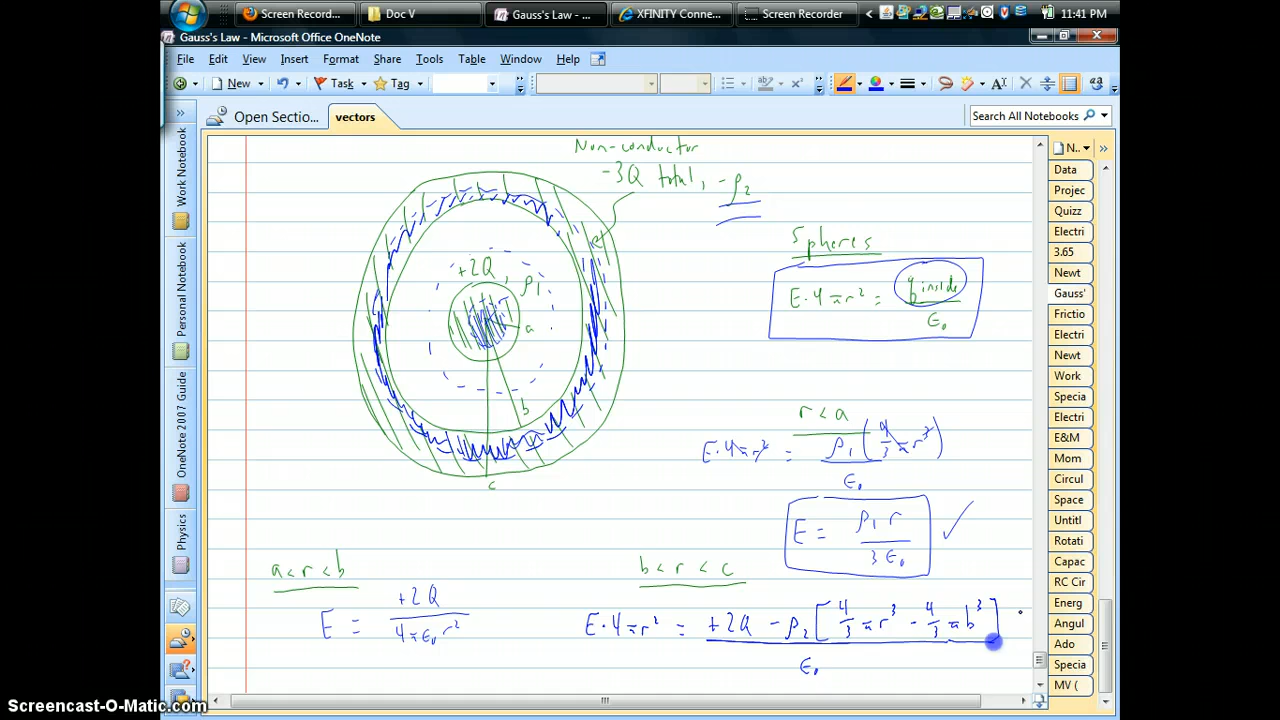 Screen Record...
Doc V
Gauss's Law - ...
XFINITY Conne...
Screen Recorder
11:41 PM
Gauss's Law - Microsoft Office OneNote
File Edit View Insert Format Share Tools Table Window Help
New Task Tag
Open Sectio... vectors
Search All Notebooks
Work Notebook
Personal Notebook
OneNote 2007 Guide
Physics
Non-conductor
-3Q total, -ρ₂
+2Q, ρ₁
a
b
c
Spheres
E·4πr² = q inside / ε₀
r < a
E·4πr² = ρ₁(4/3 πr³) / ε₀
E = ρ₁ r / 3ε₀ ✓
a<r<b
E = +2Q / 4πε₀r²
b<r<c
E·4πr² = +2Q - ρ₂[4/3 πr³ - 4/3 πb³] / ε₀
N..
Data
Projec
Quizz
Electri
3.65
Newt
Gauss'
Frictio
Electri
Newt
Work
Specia
Electri
E&M
Mom
Circul
Space
Untitl
Rotati
Capac
RC Cir
Energ
Angul
Ado
Specia
MV (
Screencast-O-Matic.com